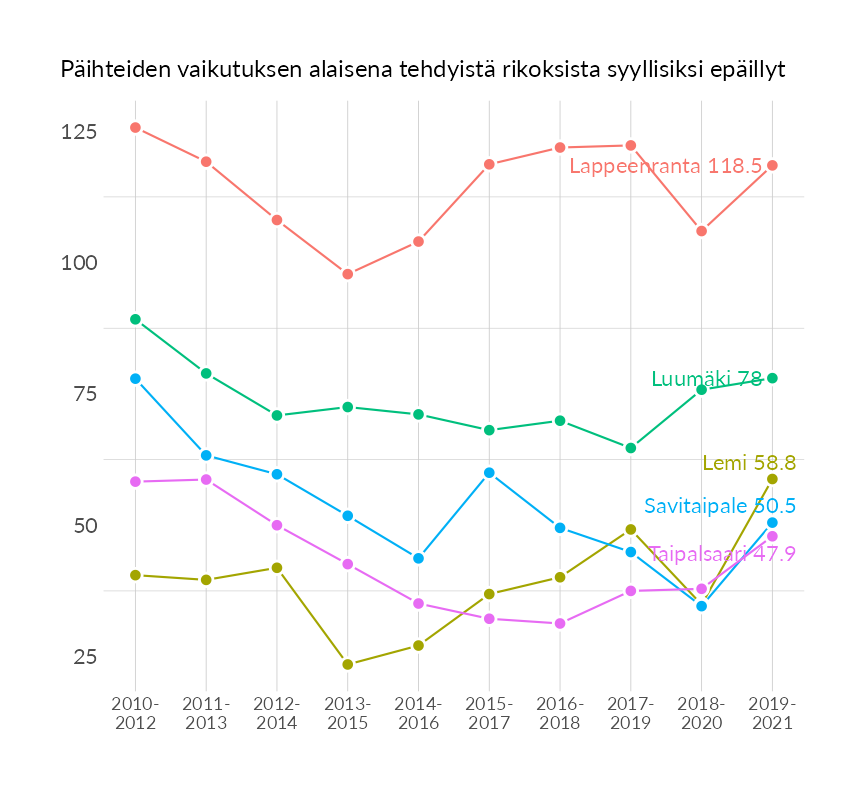 Päihteiden vaikutuksen alaisena tehdyistä rikoksista syyllisiksi epäillyt
125
100
75
50
25
Lappeenranta 118.5
Luumäki 78
Lemi 58.8
Savitaipale 50.5
Taipalsaari 47.9
2010- 2011- 2012- 2013- 2014- 2015- 2016- 2017- 2018- 2019-
2012 2013 2014 2015 2016 2017 2018 2019 2020 2021